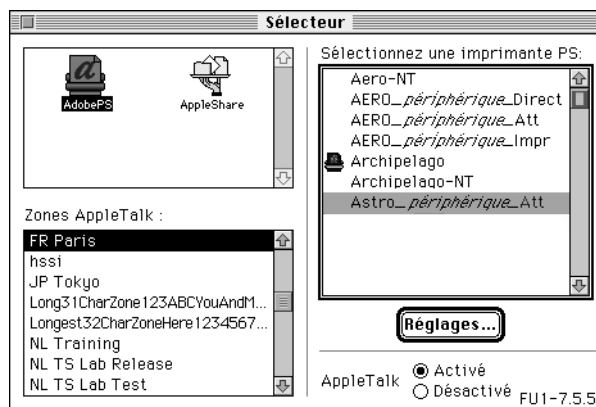 Sélecteur
AdobePS
AppleShare
Zones AppleTalk :
FR Paris
hssi
JP Tokyo
Long31CharZone123ABCYouAndM...
Longest32CharZoneHere1234567...
NL Training
NL TS Lab Release
NL TS Lab Test
Sélectionnez une imprimante PS:
Aero-NT
AERO_périphérique_Direct
AERO_périphérique_Att
AERO_périphérique_Impr
Archipelago
Archipelago-NT
Astro_périphérique_Att
Réglages...
AppleTalk
Activé
Désactivé
FU1-7.5.5